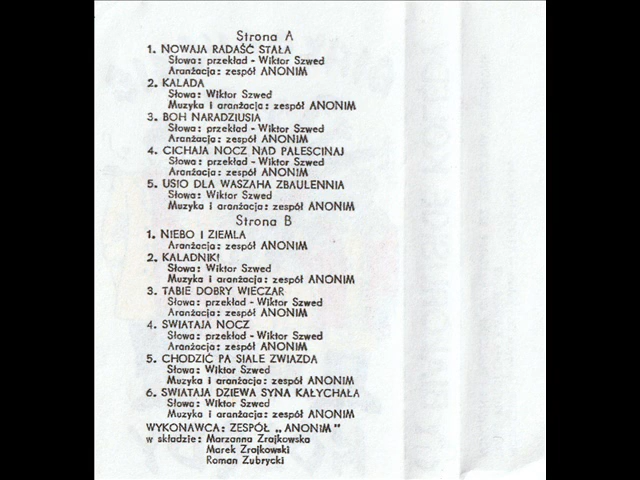 Strona A
1. NOWAJA RADAŚĆ STAŁA
Słowa: przekład - Wiktor Szwed
Aranżacja: zespół ANONIM
2. KALADA
Słowa: Wiktor Szwed
Muzyka i aranżacja: zespół ANONIM
3. BOH NARADZIUSIA
Słowa: przekład - Wiktor Szwed
Aranżacja: zespół ANONIM
4. CICHAJA NOCZ NAD PALESCINAJ
Słowa: przekład - Wiktor Szwed
Aranżacja: zespół ANONIM
5. USIO DLA WASZAHA ZBAULENNIA
Słowa: Wiktor Szwed
Muzyka i aranżacja: zespół ANONIM
Strona B
1. NIEBO I ZIEMLA
Aranżacja: zespół ANONIM
2. KALADNIKI
Słowa: Wiktor Szwed
Muzyka i aranżacja: zespół ANONIM
3. TABIE DOBRY WIECZAR
Słowa: przekład - Wiktor Szwed
Aranżacja: zespół ANONIM
4. SWIATAJA NOCZ
Słowa: przekłod - Wiktor Szwed
Aranżacja: zespół ANONIM
5. CHODZIĆ PA SIALE ZWIAZDA
Słowa: Wiktor Szwed
Muzyka i aranżacja: zespół ANONIM
6. SWIATAJA DZIEWA SYNA KAŁYCHAŁA
Słowa: Wiktor Szwed
Muzyka i aranżacja: zespół ANONIM
WYKONAWCA: ZESPÓŁ „ANONIM"
w składzie: Marzanna Zrajkowska
Marek Zrajkowski
Roman Zubrycki